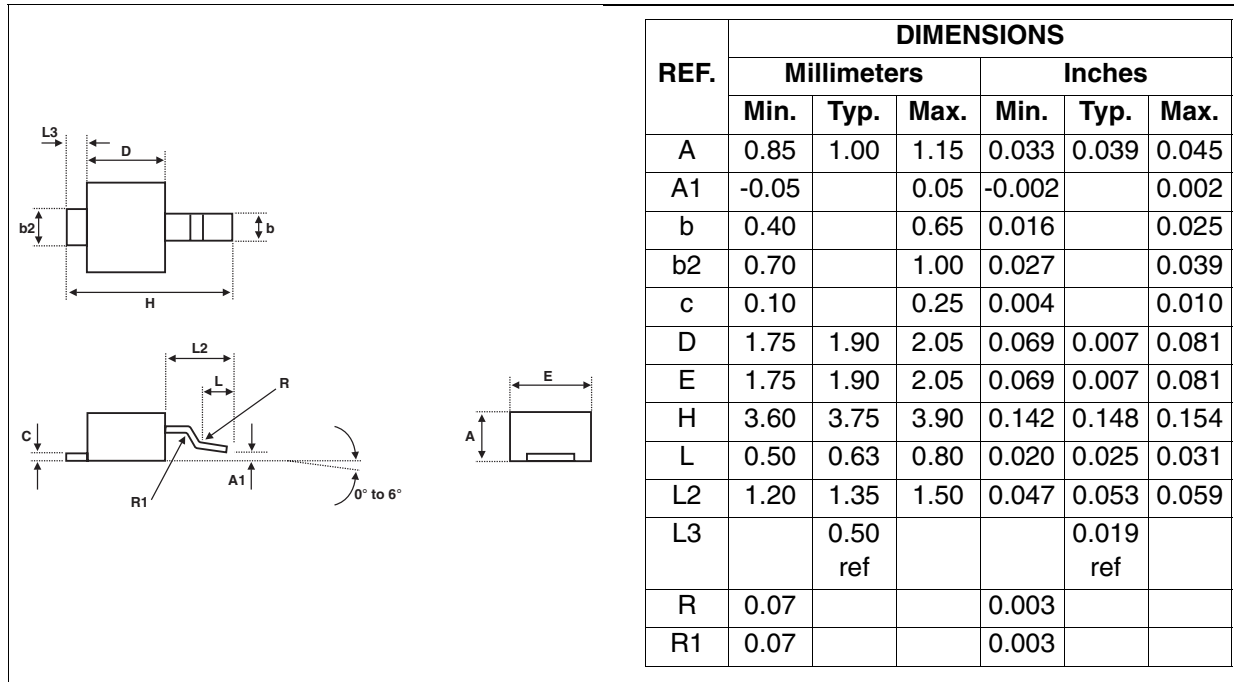 L3
D
b2
b
H
L2
L
R
C
A1
R1
0° to 6°
E
A
DIMENSIONS
REF. Millimeters Inches
Min. Typ. Max. Min. Typ. Max.
A 0.85 1.00 1.15 0.033 0.039 0.045
A1 -0.05 0.05 -0.002 0.002
b 0.40 0.65 0.016 0.025
b2 0.70 1.00 0.027 0.039
c 0.10 0.25 0.004 0.010
D 1.75 1.90 2.05 0.069 0.007 0.081
E 1.75 1.90 2.05 0.069 0.007 0.081
H 3.60 3.75 3.90 0.142 0.148 0.154
L 0.50 0.63 0.80 0.020 0.025 0.031
L2 1.20 1.35 1.50 0.047 0.053 0.059
L3 0.50 0.019
ref ref
R 0.07 0.003
R1 0.07 0.003